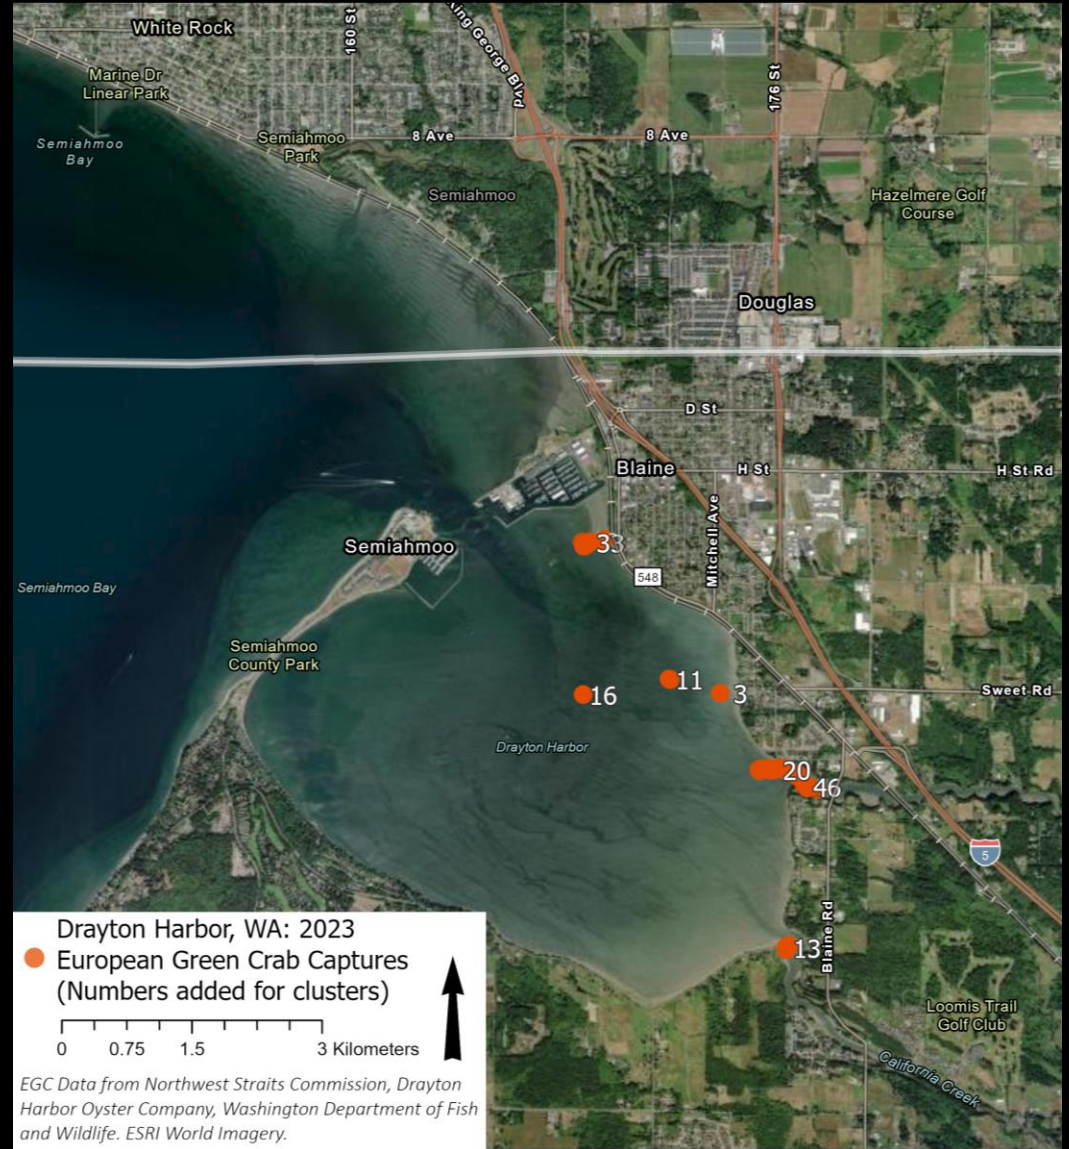 White Rock
160 St
King George Blvd
176 St
Marine Dr
Linear Park
Semiahmoo
Bay
Semiahmoo
Park
8 Ave
8 Ave
Semiahmoo
Hazelmere Golf
Course
Douglas
D St
Blaine
H St
H St Rd
Mitchell Ave
Semiahmoo
33
548
Semiahmoo Bay
Semiahmoo
County Park
11
16
3
Sweet Rd
Drayton Harbor
20
46
5
Blaine Rd
13
Loomis Trail
Golf Club
California Creek
Drayton Harbor, WA: 2023
European Green Crab Captures
(Numbers added for clusters)
0 0.75 1.5 3 Kilometers
EGC Data from Northwest Straits Commission, Drayton
Harbor Oyster Company, Washington Department of Fish
and Wildlife. ESRI World Imagery.